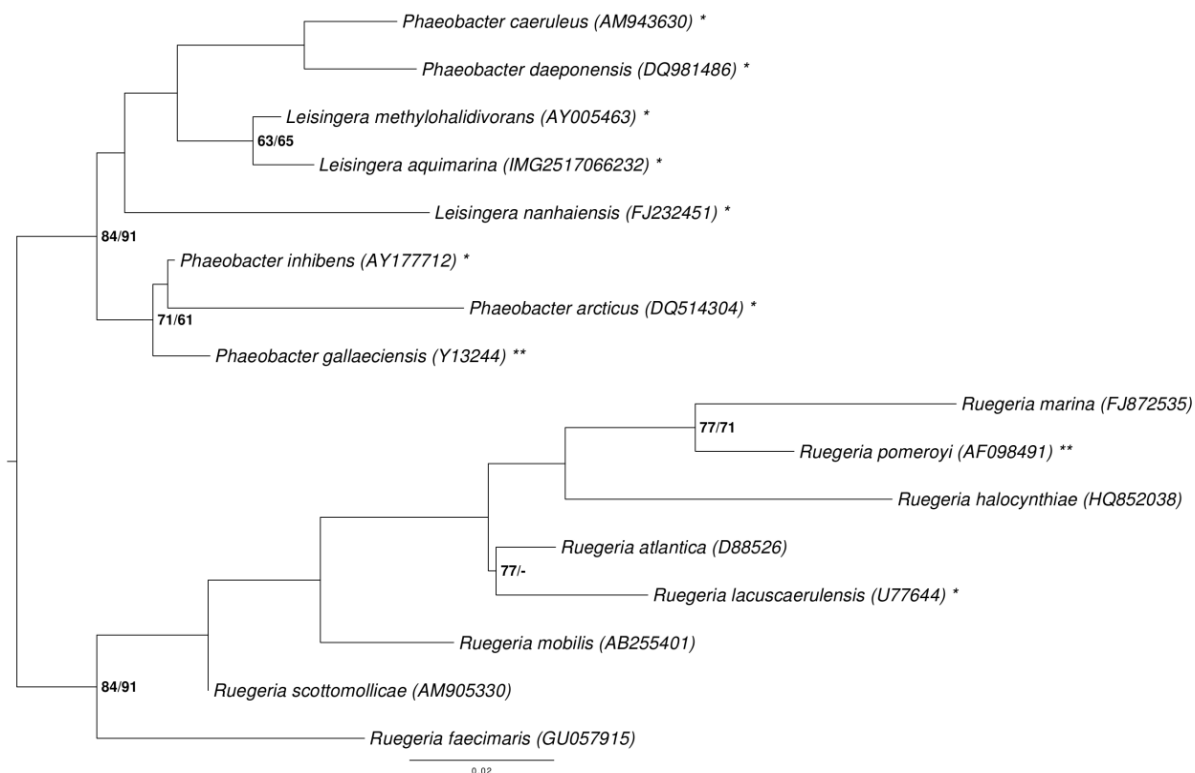 Phaeobacter caeruleus (AM943630) *
Phaeobacter daeponensis (DQ981486) *
Leisingera methylohalidivorans (AY005463) *
63/65
Leisingera aquimarina (IMG2517066232) *
Leisingera nanhaiensis (FJ232451) *
84/91
Phaeobacter inhibens (AY177712) *
Phaeobacter arcticus (DQ514304) *
71/61
Phaeobacter gallaeciensis (Y13244) **
Ruegeria marina (FJ872535)
77/71
Ruegeria pomeroyi (AF098491) **
Ruegeria halocynthiae (HQ852038)
Ruegeria atlantica (D88526)
77/-
Ruegeria lacuscaerulensis (U77644) *
Ruegeria mobilis (AB255401)
84/91
Ruegeria scottomollicae (AM905330)
Ruegeria faecimaris (GU057915)
0.02